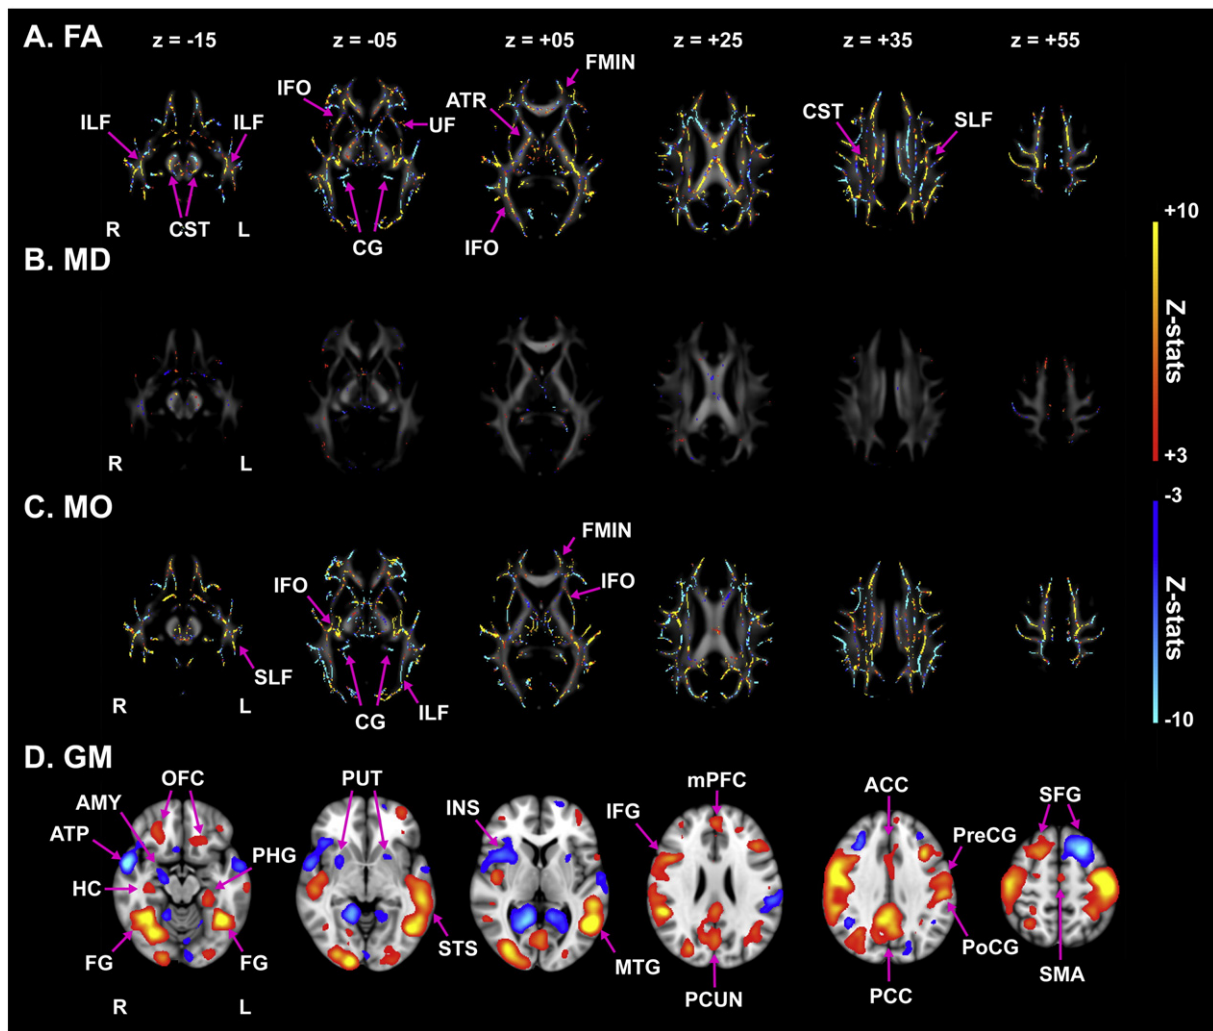 A. FA
z = -15
z = -05
z = +05
z = +25
z = +35
z = +55
FMIN
IFO
ATR
ILF
ILF
UF
CST
SLF
R
CST
L
CG
IFO
+10
Z-stats
+3
B. MD
R
L
-3
Z-stats
-10
C. MO
FMIN
IFO
IFO
SLF
R
L
CG
ILF
D. GM
OFC
PUT
mPFC
ACC
SFG
AMY
INS
IFG
PreCG
ATP
PHG
HC
STS
PoCG
FG
FG
MTG
SMA
PCUN
PCC
R
L